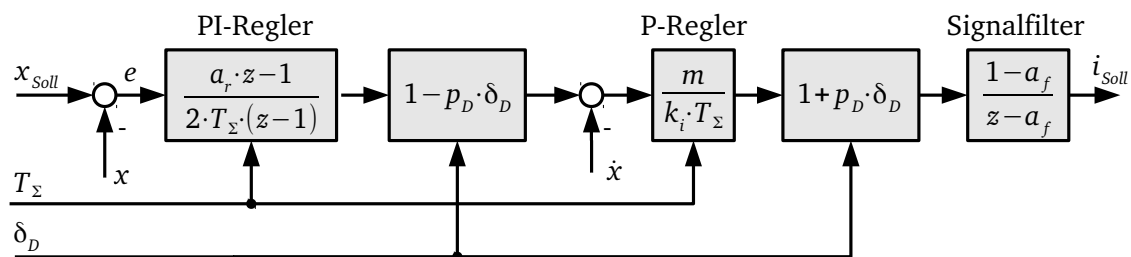 PI-Regler
P-Regler
Signalfilter
x_Soll
e
(a_r·z−1)/(2·T_Σ·(z−1))
1−p_D·δ_D
m/(k_i·T_Σ)
1+p_D·δ_D
(1−a_f)/(z−a_f)
i_Soll
-
x
-
ẋ
T_Σ
δ_D